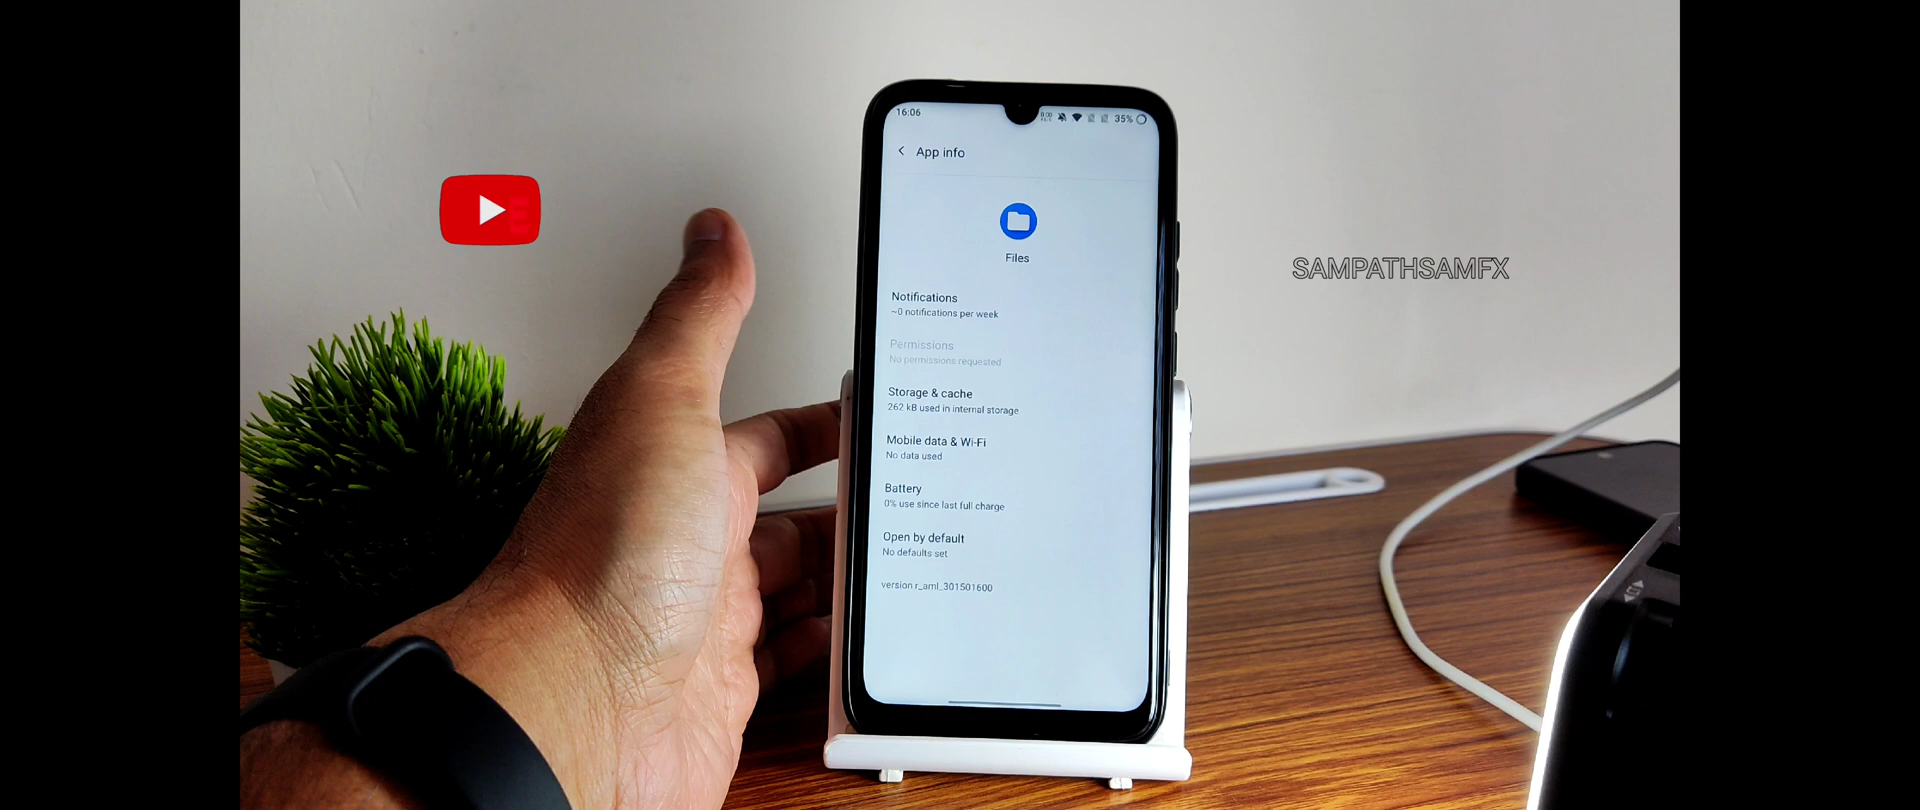 16:06
35%
App info
Files
SAMPATHSAMFX
Notifications
~0 notifications per week
Permissions
No permissions requested
Storage & cache
262 kB used in internal storage
Mobile data & Wi-Fi
No data used
Battery
0% use since last full charge
Open by default
No defaults set
version r_aml_301501600